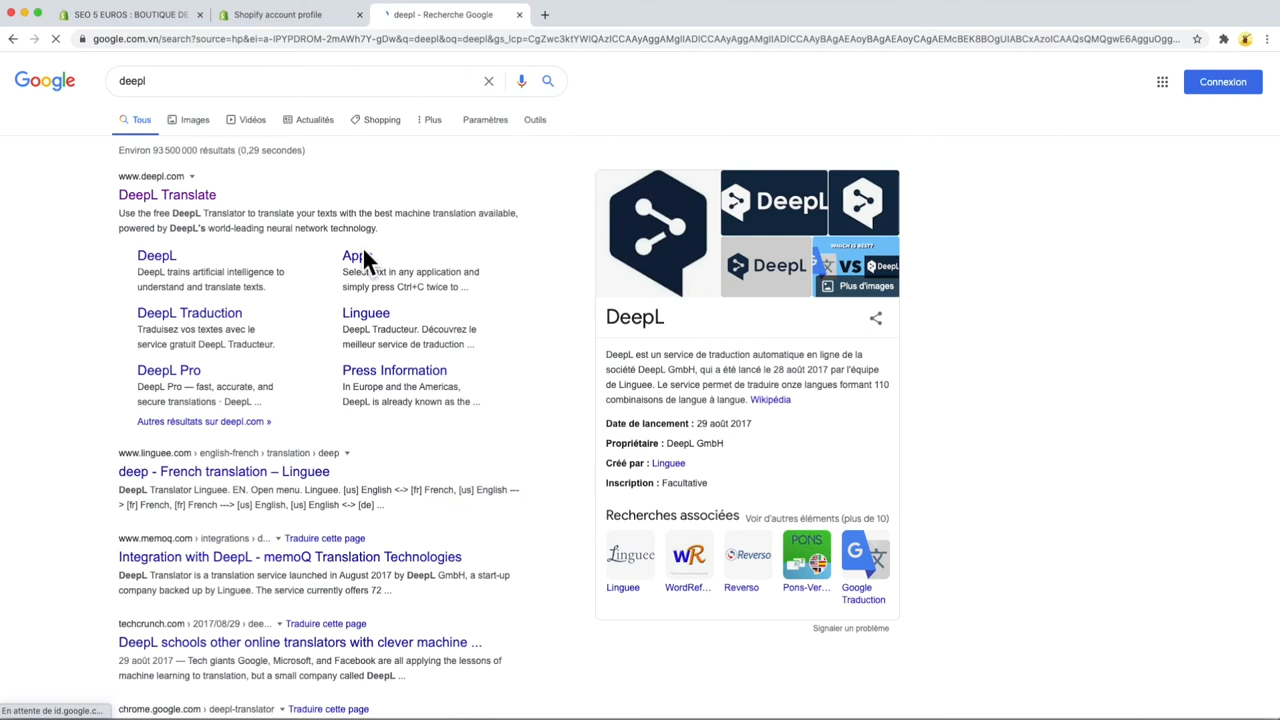 SEO 5 EUROS : BOUTIQUE DE
Shopify account profile
deepl - Recherche Google
google.com.vn/search?source=hp&ei=a-IPYPDROM-2mAWh7Y-gDw&q=deepl&oq=deepl&gs_lcp=CgZwc3ktYWIQAzICCAAyAggAMgIIADICCAAyBAgAEAoyBAgAEAoyCAgAEMcBEK8BOgUIABCxAzoICAAQsQMQgwE6AgguOgg...
Google
deepl
Connexion
Tous
Images
Vidéos
Actualités
Shopping
Plus
Paramètres
Outils
Environ 93 500 000 résultats (0,29 secondes)
www.deepl.com
DeepL Translate
Use the free DeepL Translator to translate your texts with the best machine translation available,
powered by DeepL's world-leading neural network technology.
DeepL
DeepL trains artificial intelligence to
understand and translate texts.
App
Select text in any application and
simply press Ctrl+C twice to ...
DeepL Traduction
Traduisez vos textes avec le
service gratuit DeepL Traducteur.
Linguee
DeepL Traducteur. Découvrez le
meilleur service de traduction ...
DeepL Pro
DeepL Pro — fast, accurate, and
secure translations · DeepL ...
Press Information
In Europe and the Americas,
DeepL is already known as the ...
Autres résultats sur deepl.com »
www.linguee.com › english-french › translation › deep
deep - French translation – Linguee
DeepL Translator Linguee. EN. Open menu. Linguee. [us] English <-> [fr] French, [us] English ---
> [fr] French, [fr] French ---> [us] English, [us] English <-> [de] ...
www.memoq.com › integrations › d... Traduire cette page
Integration with DeepL - memoQ Translation Technologies
DeepL Translator is a translation service launched in August 2017 by DeepL GmbH, a start-up
company backed up by Linguee. The service currently offers 72 ...
techcrunch.com › 2017/08/29 › dee... Traduire cette page
DeepL schools other online translators with clever machine ...
29 août 2017 — Tech giants Google, Microsoft, and Facebook are all applying the lessons of
machine learning to translation, but a small company called DeepL ...
chrome.google.com › deepl-translator Traduire cette page
En attente de id.google.c...
DeepL
DeepL
WHICH IS BEST?
VS
DeepL
Plus d'images
DeepL
DeepL est un service de traduction automatique en ligne de la
société DeepL GmbH, qui a été lancé le 28 août 2017 par l'équipe
de Linguee. Le service permet de traduire onze langues formant 110
combinaisons de langue à langue. Wikipédia
Date de lancement : 29 août 2017
Propriétaire : DeepL GmbH
Créé par : Linguee
Inscription : Facultative
Recherches associées
Voir d'autres éléments (plus de 10)
Linguee
WR
Reverso
PONS
G
Linguee
WordRef...
Reverso
Pons-Ver...
Google
Traduction
Signaler un problème